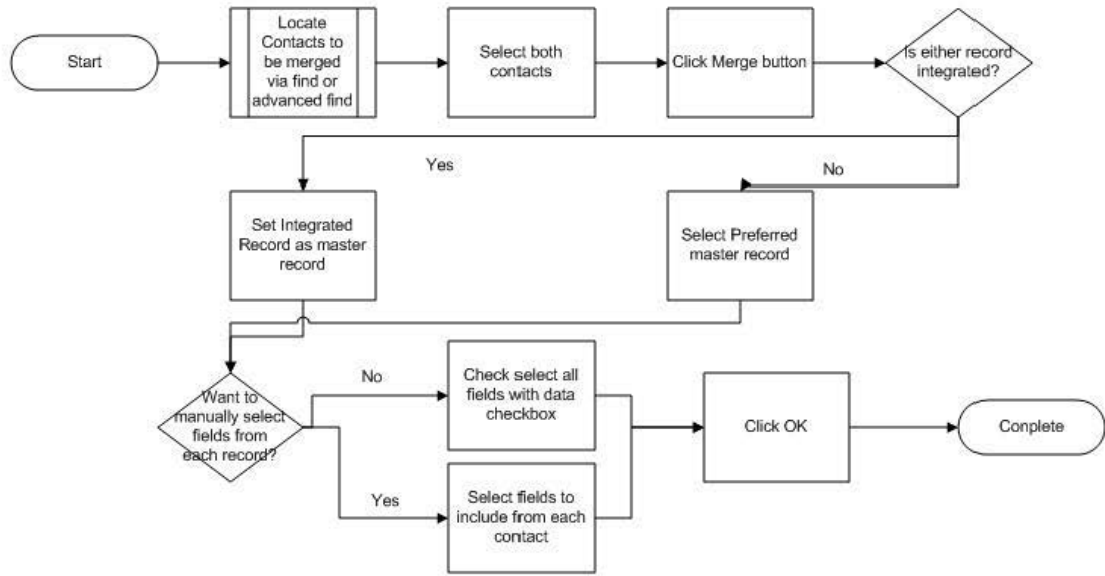 Start
Locate
Contacts to
be merged
via find or
advanced find
Select both
contacts
Click Merge button
Is either record
integrated?
Yes
No
Set Integrated
Record as master
record
Select Preferred
master record
Want to
manually select
fields from
each record?
No
Check select all
fields with data
checkbox
Yes
Select fields to
include from each
contact
Click OK
Conplete